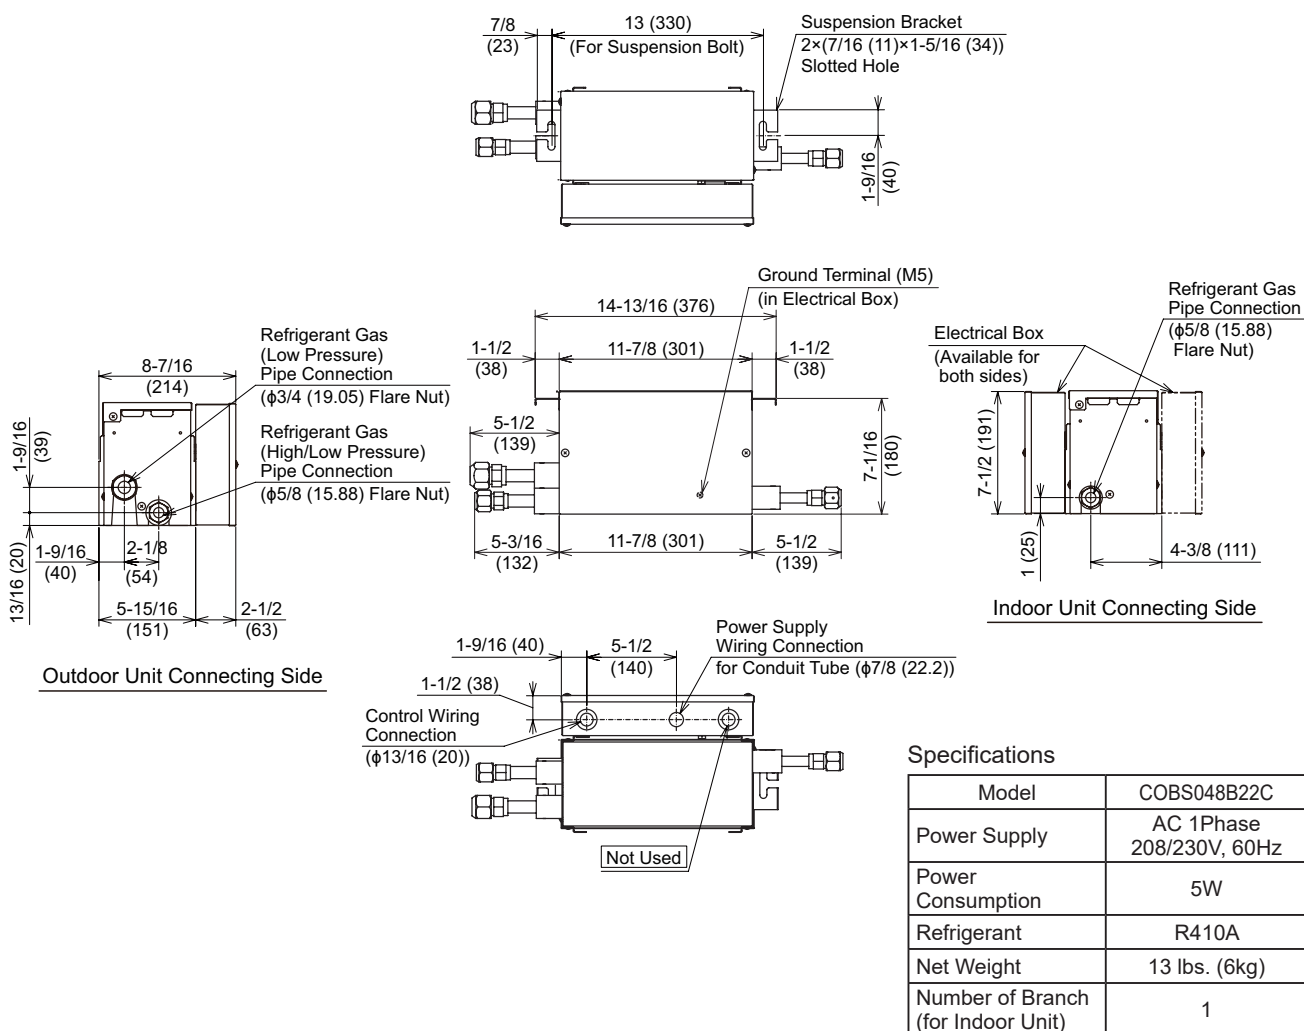 7/8
(23)
13 (330)
(For Suspension Bolt)
Suspension Bracket
2×(7/16 (11)×1-5/16 (34))
Slotted Hole
1-9/16
(40)
Ground Terminal (M5)
(in Electrical Box)
14-13/16 (376)
1-1/2
(38)
11-7/8 (301)
1-1/2
(38)
5-1/2
(139)
7-1/16
(180)
5-3/16
(132)
11-7/8 (301)
5-1/2
(139)
Refrigerant Gas
(Low Pressure)
Pipe Connection
(ϕ3/4 (19.05) Flare Nut)
Refrigerant Gas
(High/Low Pressure)
Pipe Connection
(ϕ5/8 (15.88) Flare Nut)
8-7/16
(214)
1-9/16
(39)
13/16 (20)
1-9/16
(40)
2-1/8
(54)
5-15/16
(151)
2-1/2
(63)
Outdoor Unit Connecting Side
Refrigerant Gas
Pipe Connection
(ϕ5/8 (15.88)
Flare Nut)
Electrical Box
(Available for
both sides)
7-1/2 (191)
1 (25)
4-3/8 (111)
Indoor Unit Connecting Side
1-9/16 (40)
5-1/2
(140)
Power Supply
Wiring Connection
for Conduit Tube (ϕ7/8 (22.2))
1-1/2 (38)
Control Wiring
Connection
(ϕ13/16 (20))
Not Used
Specifications
Model COBS048B22C
Power Supply AC 1Phase
208/230V, 60Hz
Power
Consumption 5W
Refrigerant R410A
Net Weight 13 lbs. (6kg)
Number of Branch
(for Indoor Unit) 1